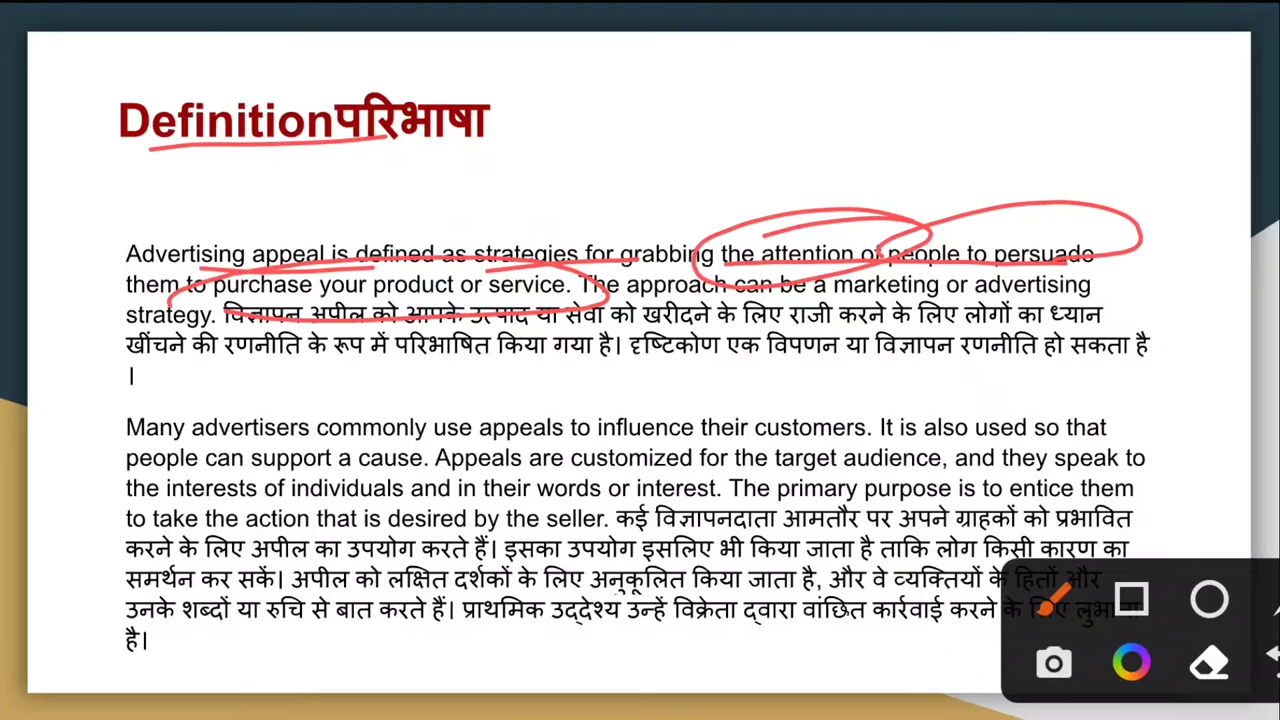 Definitionपरिभाषा
Advertising appeal is defined as strategies for grabbing the attention of people to persuade
them to purchase your product or service. The approach can be a marketing or advertising
strategy. विज्ञापन अपील को आपके उत्पाद या सेवा को खरीदने के लिए राजी करने के लिए लोगों का ध्यान
खींचने की रणनीति के रूप में परिभाषित किया गया है। दृष्टिकोण एक विपणन या विज्ञापन रणनीति हो सकता है
।
Many advertisers commonly use appeals to influence their customers. It is also used so that
people can support a cause. Appeals are customized for the target audience, and they speak to
the interests of individuals and in their words or interest. The primary purpose is to entice them
to take the action that is desired by the seller. कई विज्ञापनदाता आमतौर पर अपने ग्राहकों को प्रभावित
करने के लिए अपील का उपयोग करते हैं। इसका उपयोग इसलिए भी किया जाता है ताकि लोग किसी कारण का
समर्थन कर सकें। अपील को लक्षित दर्शकों के लिए अनुकूलित किया जाता है, और वे व्यक्तियों के हितों और
उनके शब्दों या रुचि से बात करते हैं। प्राथमिक उद्देश्य उन्हें विक्रेता द्वारा वांछित कार्रवाई करने के लिए लुभाना
है।